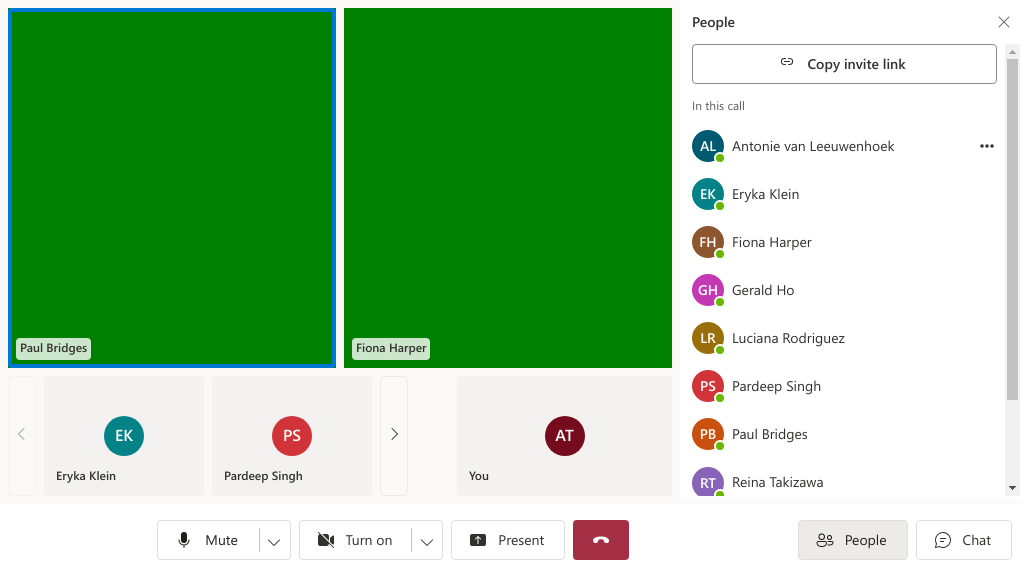 Paul Bridges
Fiona Harper
EK
Eryka Klein
PS
Pardeep Singh
AT
You
People
Copy invite link
In this call
AL Antonie van Leeuwenhoek
EK Eryka Klein
FH Fiona Harper
GH Gerald Ho
LR Luciana Rodriguez
PS Pardeep Singh
PB Paul Bridges
RT Reina Takizawa
Mute
Turn on
Present
People
Chat